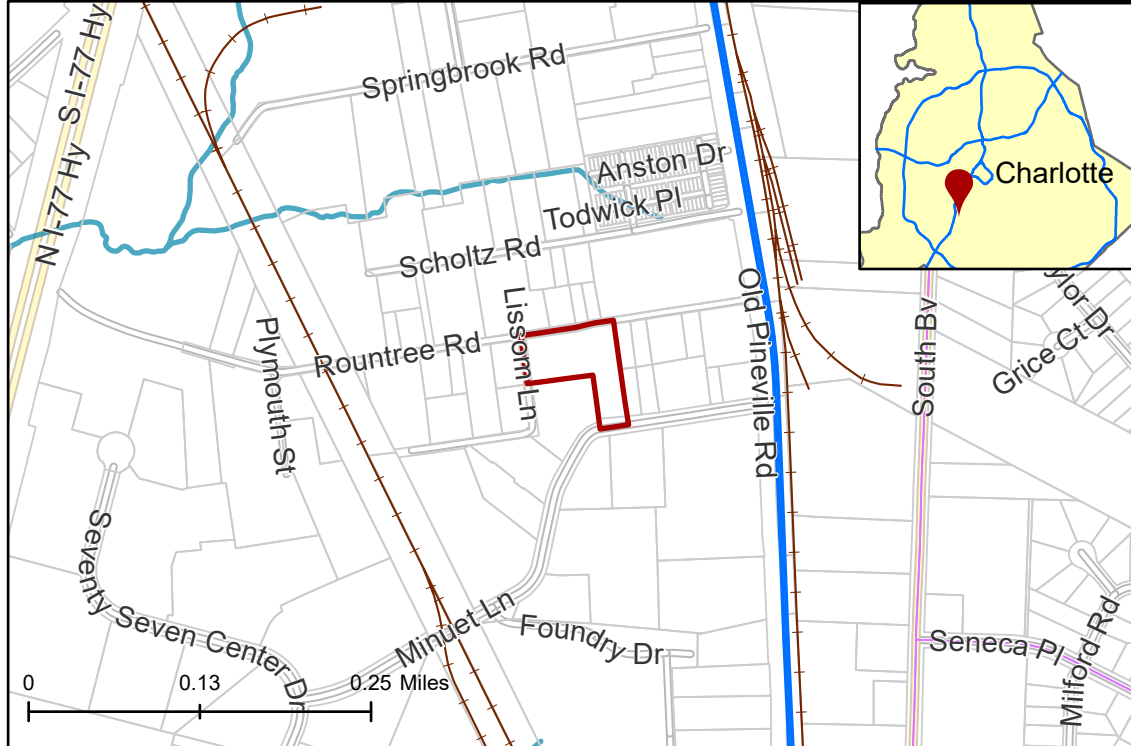 N I-77 Hy
S I-77 Hy
Springbrook Rd
Anston Dr
Todwick Pl
Scholtz Rd
Charlotte
Old Pineville Rd
Lissom Ln
Rountree Rd
Plymouth St
South Bv
Grice Ct
Seventy Seven Center Dr
Minuet Ln
Foundry Dr
Seneca Pl
Milford Rd
0
0.13
0.25 Miles